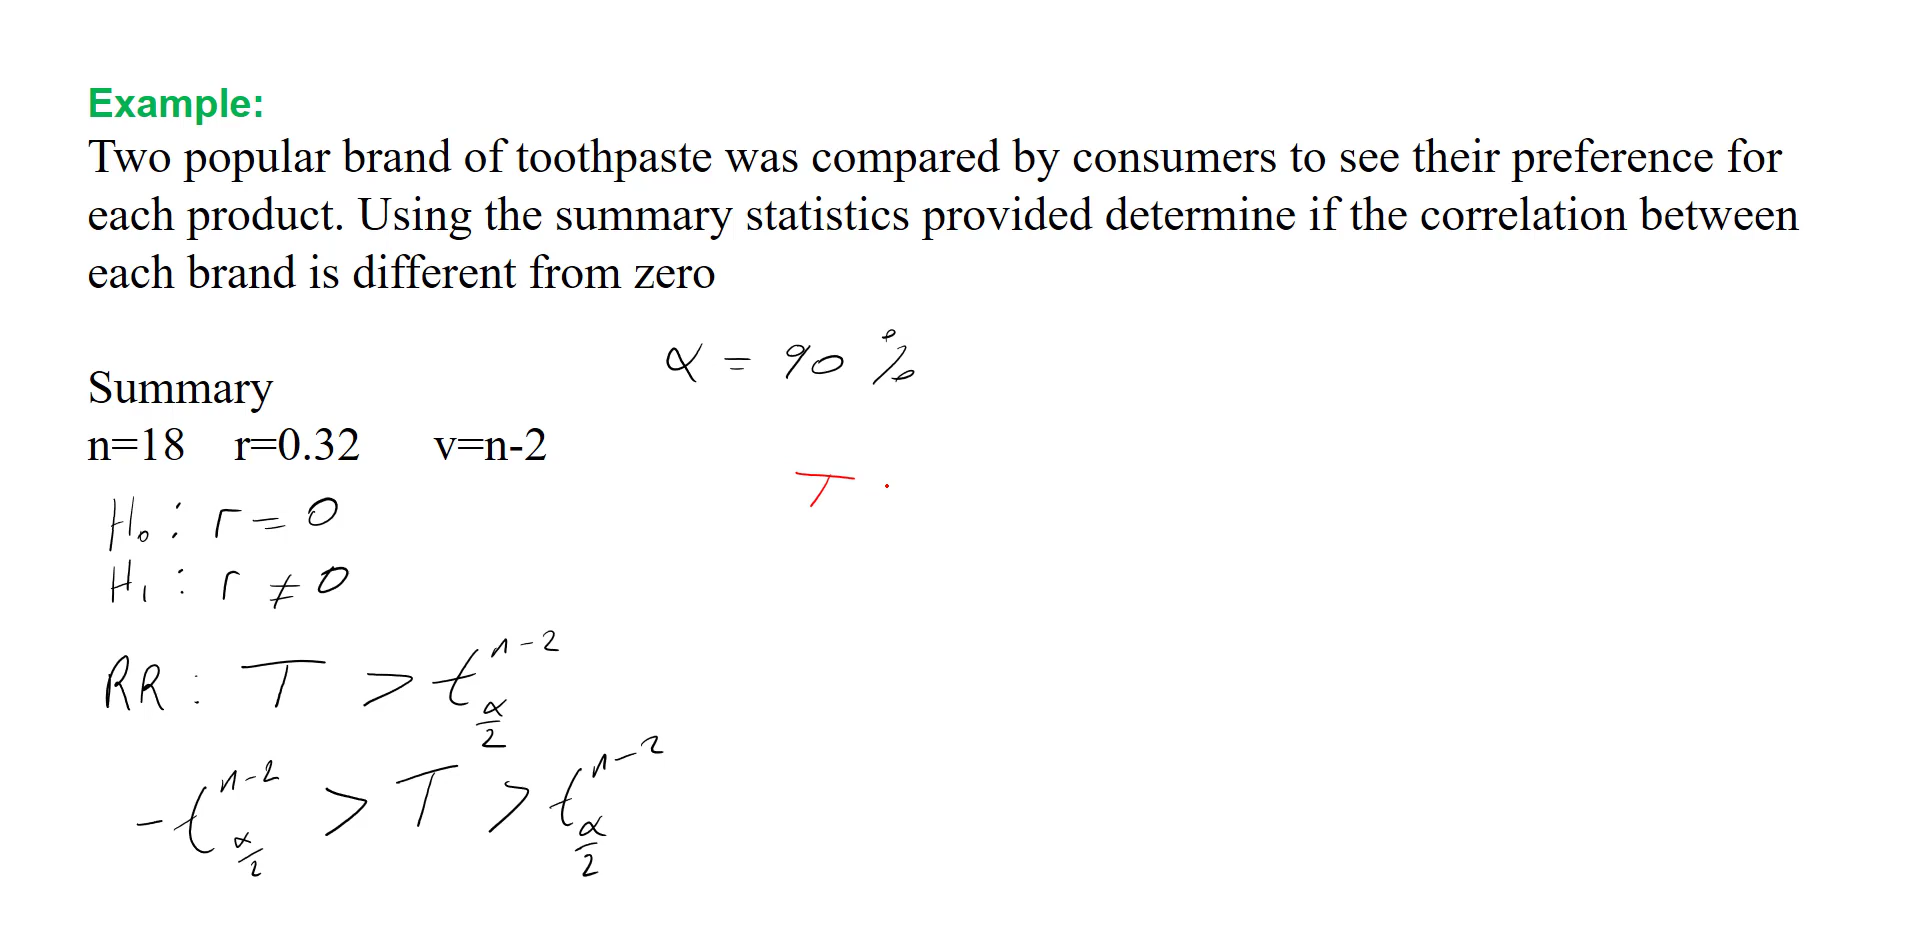 Example:
Two popular brand of toothpaste was compared by consumers to see their preference for
each product. Using the summary statistics provided determine if the correlation between
each brand is different from zero
α = 90 %
Summary
n=18 r=0.32 v=n-2
T
H₀ : r = 0
H₁ : r ≠ 0
RR : T > t^{n-2}_{α/2}
-t^{n-2}_{α/2} > T > t^{n-2}_{α/2}